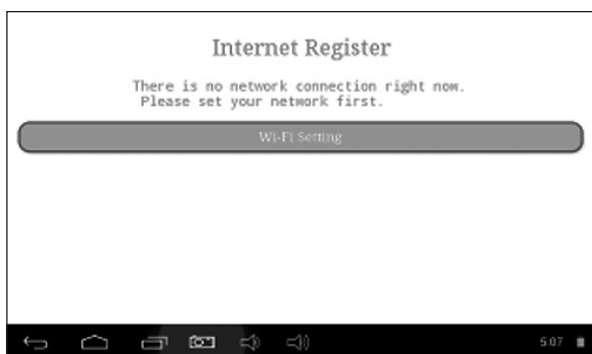 Internet Register
There is no network connection right now.
Please set your network first.
Wi-Fi Setting
5:07